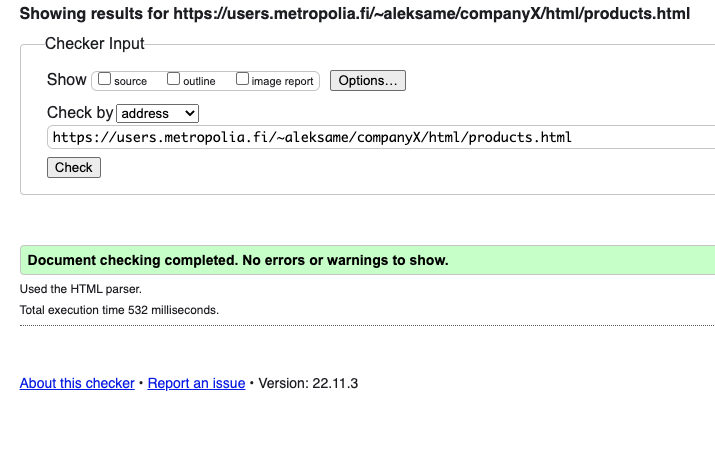 Showing results for https://users.metropolia.fi/~aleksame/companyX/html/products.html
Checker Input
Show source outline image report Options...
Check by address
https://users.metropolia.fi/~aleksame/companyX/html/products.html
Check
Document checking completed. No errors or warnings to show.
Used the HTML parser.
Total execution time 532 milliseconds.
About this checker • Report an issue • Version: 22.11.3